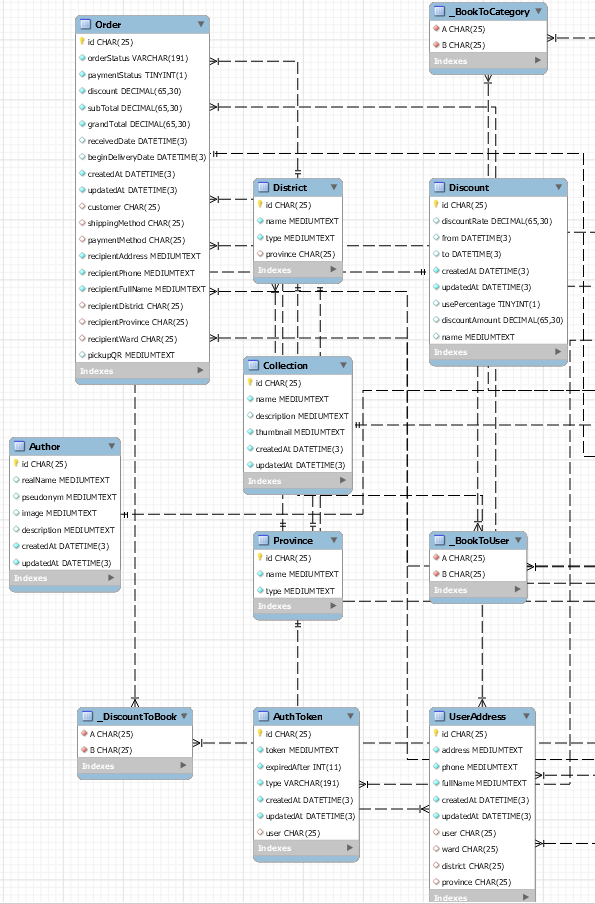 Order
id CHAR(25)
orderStatus VARCHAR(191)
paymentStatus TINYINT(1)
discount DECIMAL(65,30)
subTotal DECIMAL(65,30)
grandTotal DECIMAL(65,30)
receivedDate DATETIME(3)
beginDeliveryDate DATETIME(3)
createdAt DATETIME(3)
updatedAt DATETIME(3)
customer CHAR(25)
shippingMethod CHAR(25)
paymentMethod CHAR(25)
recipientAddress MEDIUMTEXT
recipientPhone MEDIUMTEXT
recipientFullName MEDIUMTEXT
recipientDistrict CHAR(25)
recipientProvince CHAR(25)
recipientWard CHAR(25)
pickupQR MEDIUMTEXT
Indexes
_BookToCategory
A CHAR(25)
B CHAR(25)
Indexes
District
id CHAR(25)
name MEDIUMTEXT
type MEDIUMTEXT
province CHAR(25)
Indexes
Discount
id CHAR(25)
discountRate DECIMAL(65,30)
from DATETIME(3)
to DATETIME(3)
createdAt DATETIME(3)
updatedAt DATETIME(3)
usePercentage TINYINT(1)
discountAmount DECIMAL(65,30)
name MEDIUMTEXT
Indexes
Collection
id CHAR(25)
name MEDIUMTEXT
description MEDIUMTEXT
thumbnail MEDIUMTEXT
createdAt DATETIME(3)
updatedAt DATETIME(3)
Indexes
Author
id CHAR(25)
realName MEDIUMTEXT
pseudonym MEDIUMTEXT
image MEDIUMTEXT
description MEDIUMTEXT
createdAt DATETIME(3)
updatedAt DATETIME(3)
Indexes
Province
id CHAR(25)
name MEDIUMTEXT
type MEDIUMTEXT
Indexes
_BookToUser
A CHAR(25)
B CHAR(25)
Indexes
_DiscountToBook
A CHAR(25)
B CHAR(25)
Indexes
AuthToken
id CHAR(25)
token MEDIUMTEXT
expiredAfter INT(11)
type VARCHAR(191)
createdAt DATETIME(3)
updatedAt DATETIME(3)
user CHAR(25)
Indexes
UserAddress
id CHAR(25)
address MEDIUMTEXT
phone MEDIUMTEXT
fullName MEDIUMTEXT
createdAt DATETIME(3)
updatedAt DATETIME(3)
user CHAR(25)
ward CHAR(25)
district CHAR(25)
province CHAR(25)
Indexes